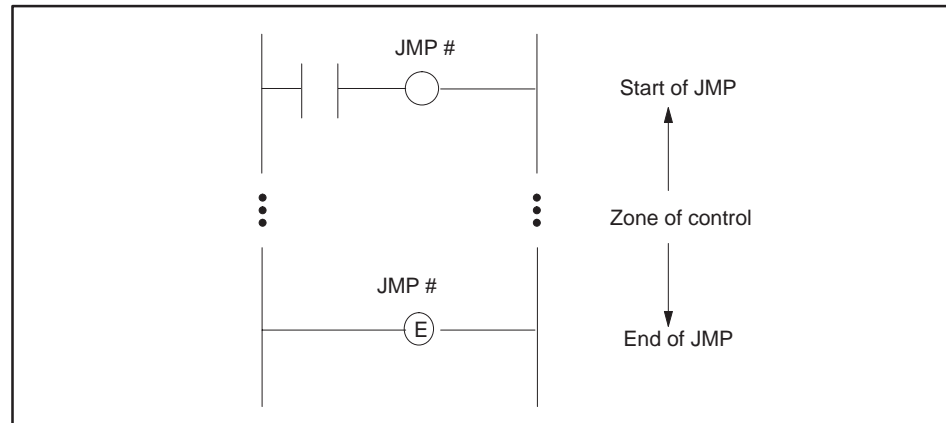 JMP #
Start of JMP
Zone of control
JMP #
E
End of JMP